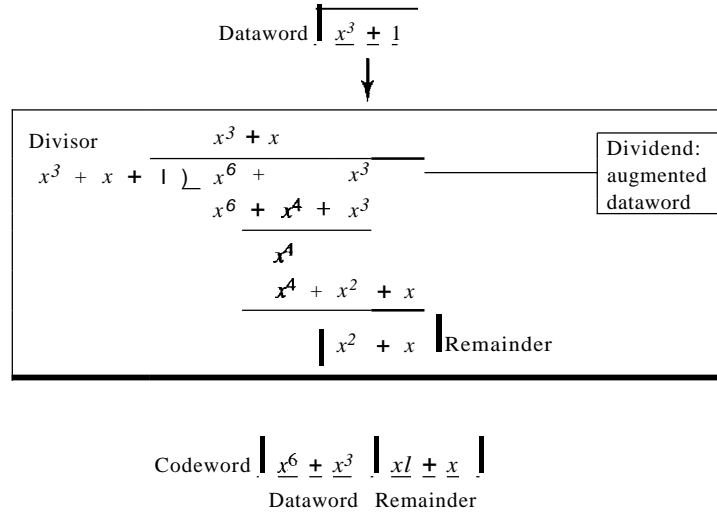 Dataword x³ + 1
x³ + x
Divisor
x³ + x + 1 ) x⁶ + x³
Dividend:
augmented
dataword
x⁶ + x⁴ + x³
x⁴
x⁴ + x² + x
x² + x Remainder
Codeword x⁶ + x³ xl + x
Dataword Remainder